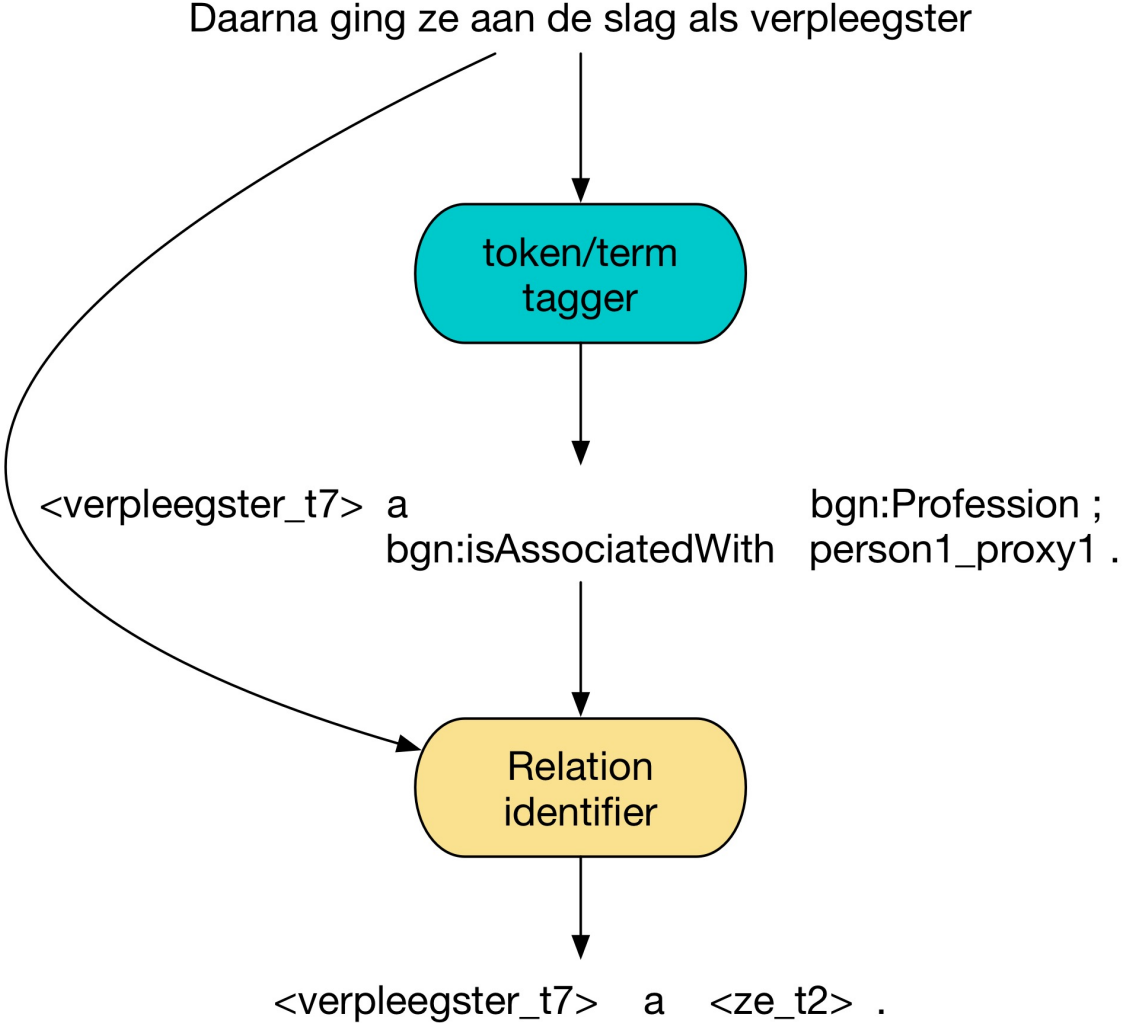 Daarna ging ze aan de slag als verpleegster
token/term
tagger
<verpleegster_t7> a bgn:Profession ;
bgn:isAssociatedWith person1_proxy1 .
Relation
identifier
<verpleegster_t7> a <ze_t2> .